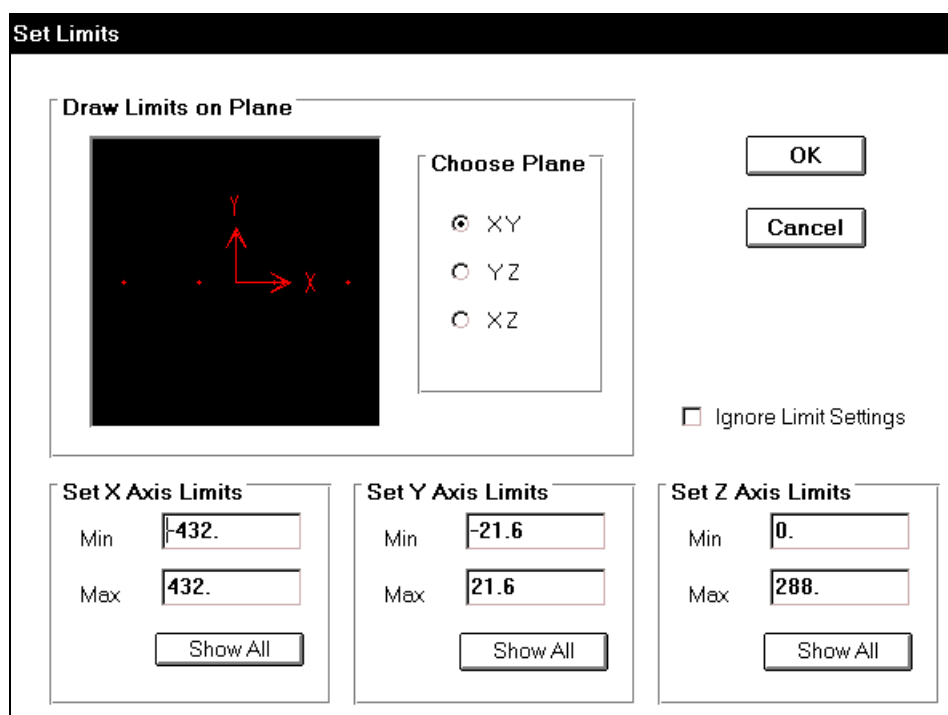 Set Limits
Draw Limits on Plane
Y
X
Choose Plane
XY
YZ
XZ
OK
Cancel
Ignore Limit Settings
Set X Axis Limits
Min -432.
Max 432.
Show All
Set Y Axis Limits
Min -21.6
Max 21.6
Show All
Set Z Axis Limits
Min 0.
Max 288.
Show All